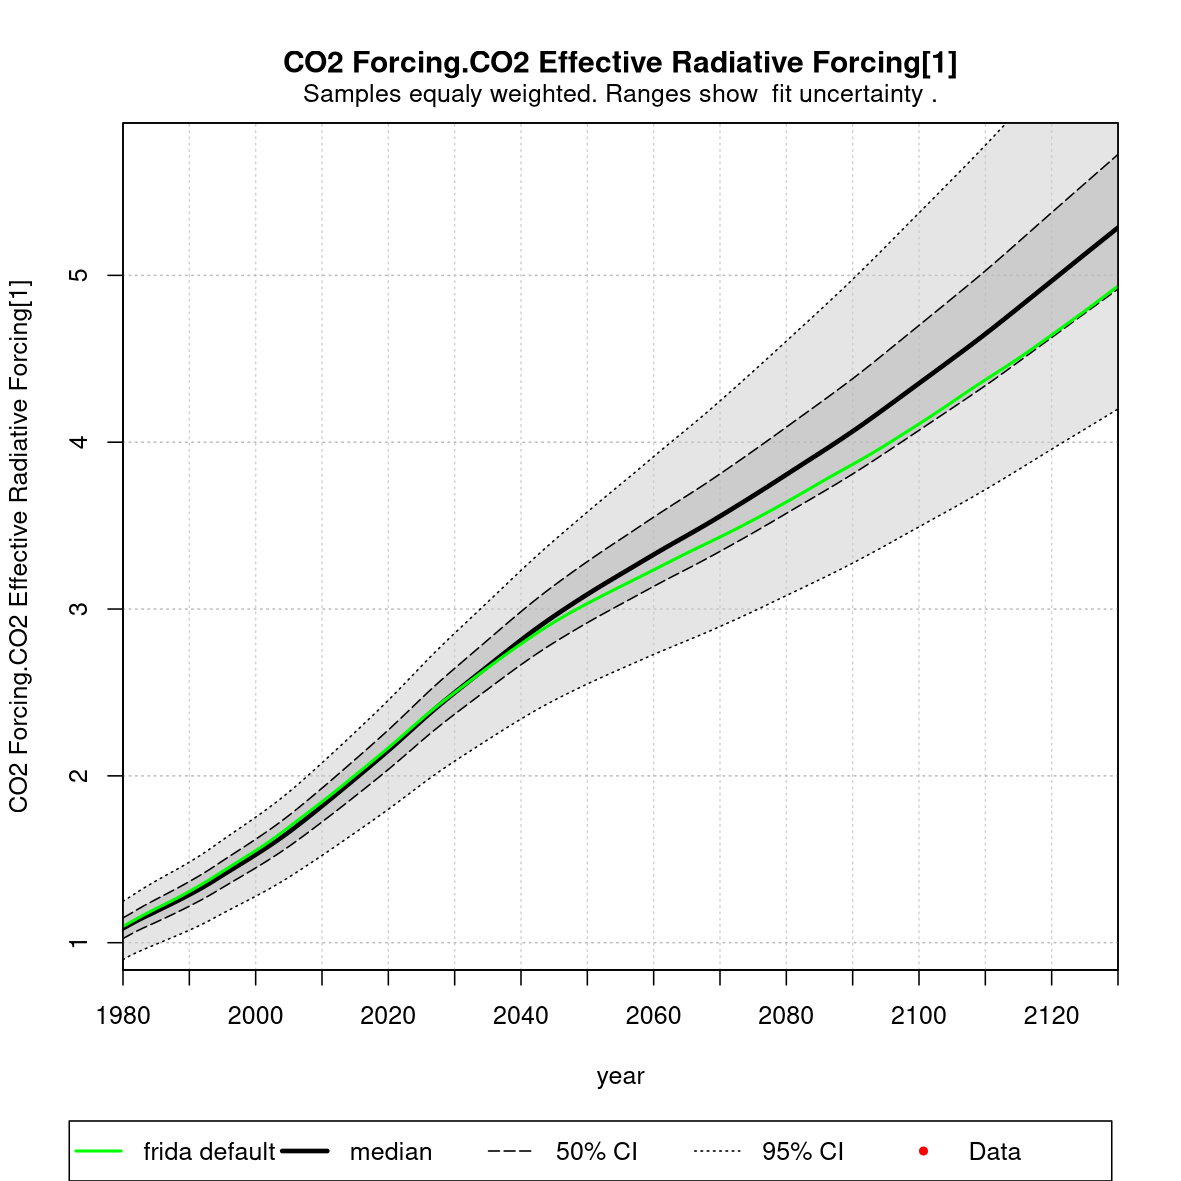 CO2 Forcing.CO2 Effective Radiative Forcing[1]
Samples equaly weighted. Ranges show  fit uncertainty .
CO2 Forcing.CO2 Effective Radiative Forcing[1]
5
4
3
2
1
1980 2000 2020 2040 2060 2080 2100 2120
year
frida default median 50% CI 95% CI Data